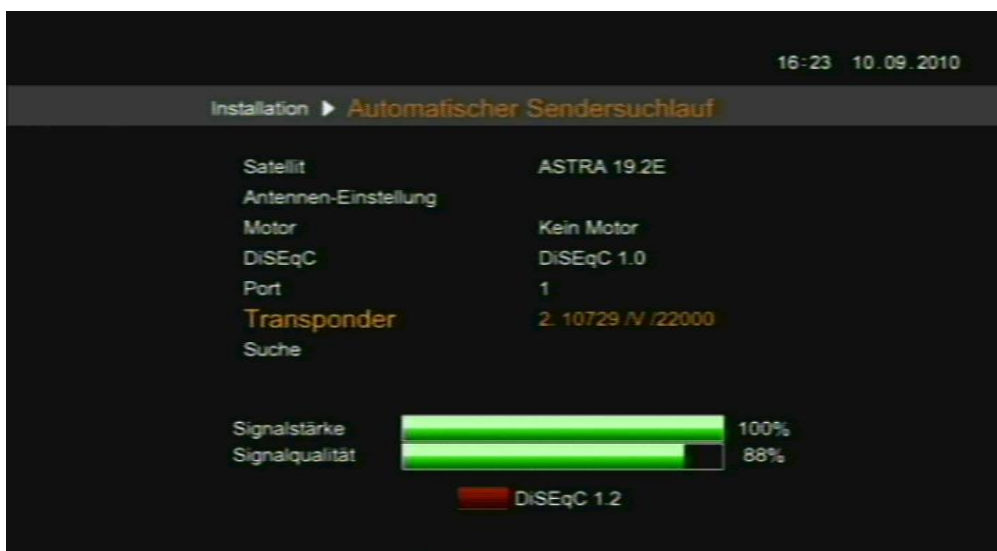 16:23 10.09.2010
Installation ▶ Automatischer Sendersuchlauf
Satellit ASTRA 19.2E
Antennen-Einstellung
Motor Kein Motor
DiSEqC DiSEqC 1.0
Port 1
Transponder 2. 10729 /V /22000
Suche
Signalstärke 100%
Signalqualität 88%
DiSEqC 1.2